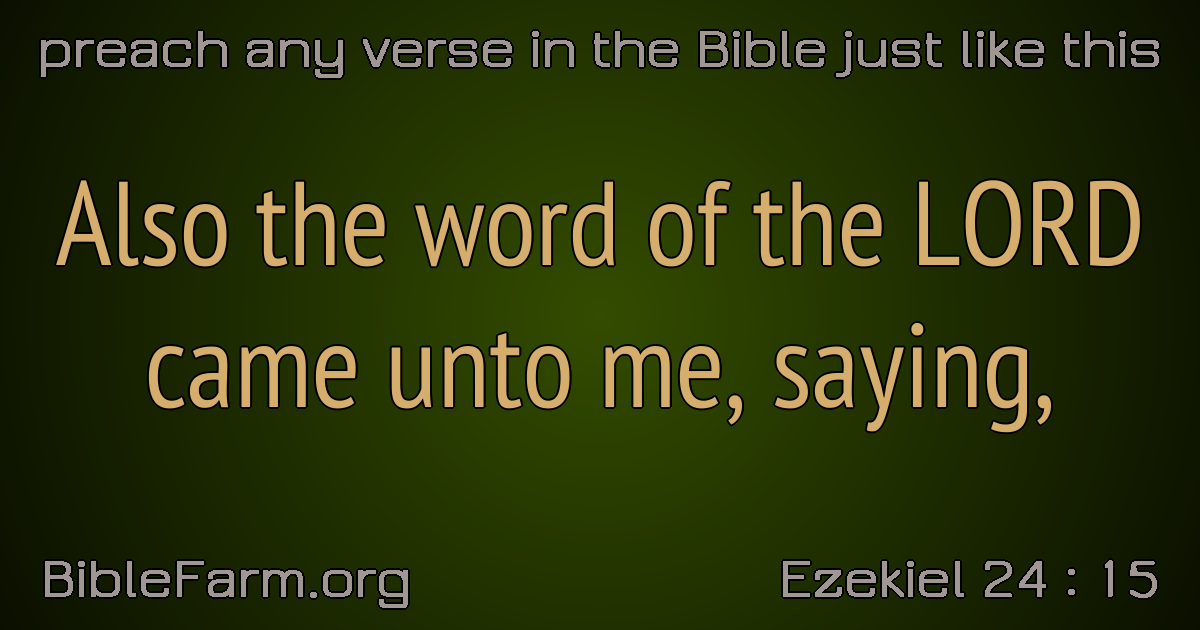 preach any verse in the Bible just like this
Also the word of the LORD
came unto me, saying,
BibleFarm.org
Ezekiel 24 : 15